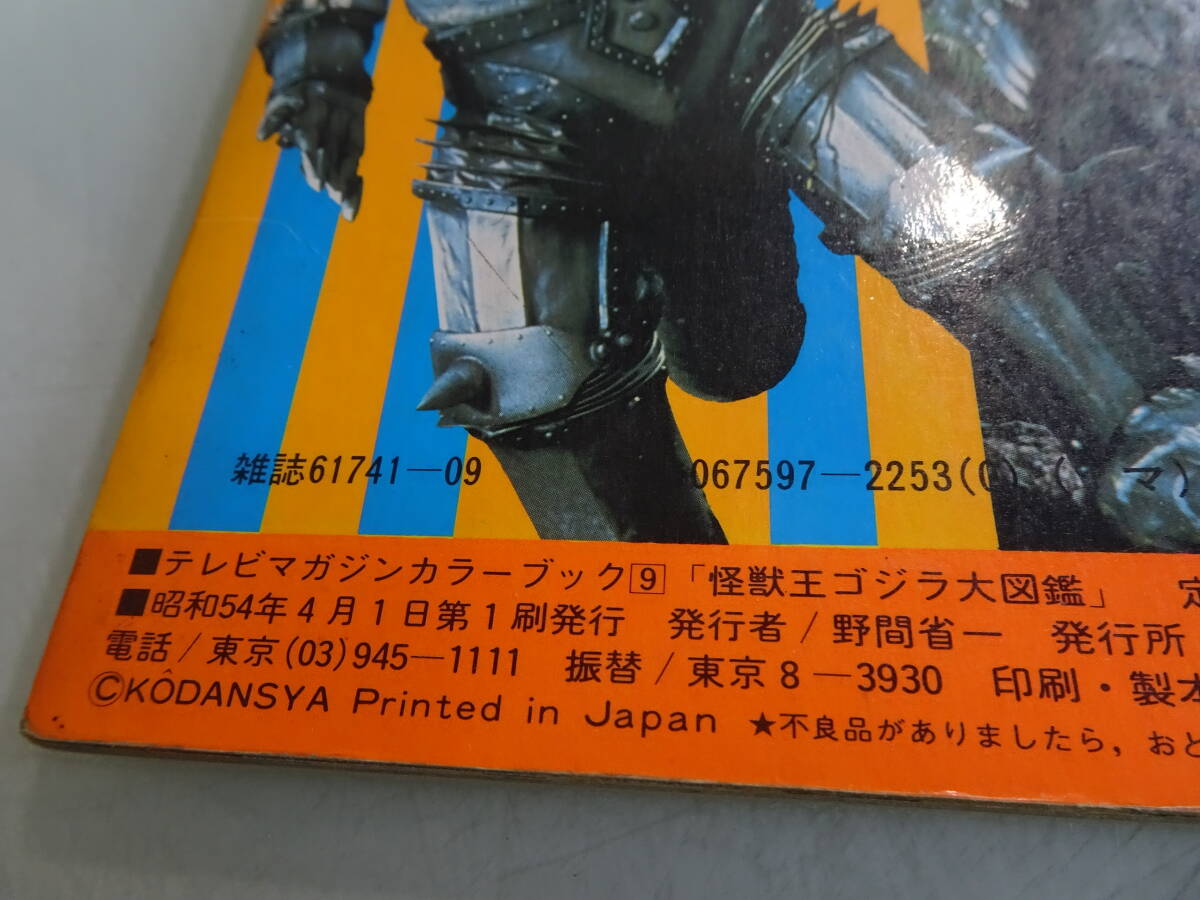 雑誌61741—09
067597—2253(0)
■テレビマガジンカラーブック9「怪獣王ゴジラ大図鑑」 定
■昭和54年4月1日第1刷発行 発行者/野間省一 発行所
電話/東京(03)945—1111 振替/東京8—3930 印刷・製本
©KÔDANSYA Printed in Japan ★不良品がありましたら,おと